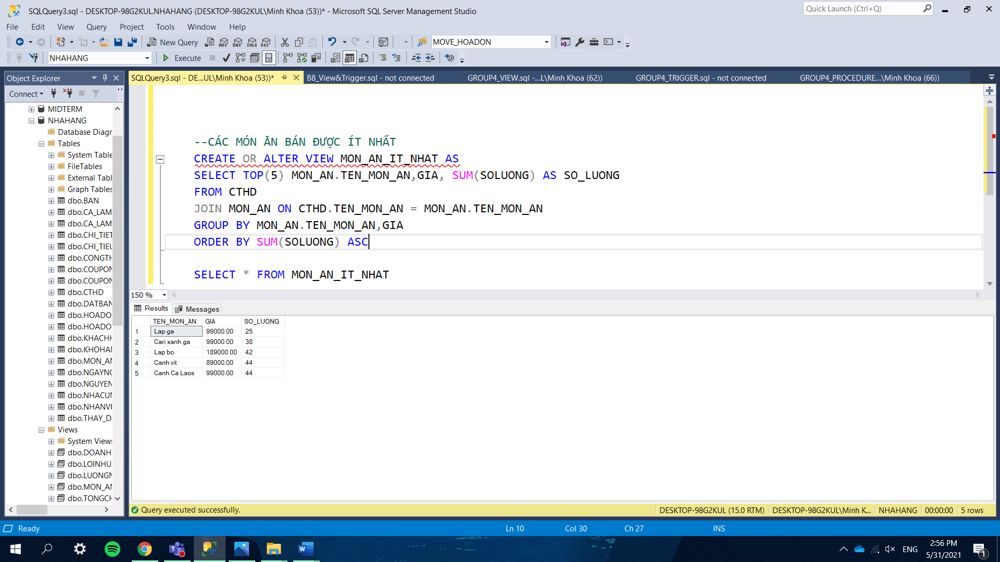 SQLQuery3.sql - DESKTOP-98G2KUL.NHAHANG (DESKTOP-98G2KUL\Minh Khoa (53))* - Microsoft SQL Server Management Studio
Quick Launch (Ctrl+Q)
File Edit View Query Project Tools Window Help
New Query
MDX DMX XMLA DAX
MOVE_HOADON
NHAHANG
Execute
Object Explorer
SQLQuery3.sql - DE...UL\Minh Khoa (53))*
B8_View&Trigger.sql - not connected
GROUP4_VIEW.sql -...L\Minh Khoa (62))
GROUP4_TRIGGER.sql - not connected
GROUP4_PROCEDURE...\Minh Khoa (66))
Connect
MIDTERM
NHAHANG
Database Diagr
Tables
System Table
FileTables
External Tabl
Graph Tables
dbo.BAN
dbo.CA_LAM
dbo.CA_LAM
dbo.CHI_TIET
dbo.CHI_TIEU
dbo.CONGTH
dbo.COUPON
dbo.COUPON
dbo.CTHD
dbo.DATBAN
dbo.HOADO
dbo.HOADO
dbo.KHACHH
dbo.KHOHAN
dbo.MON_AN
dbo.NGAYNG
dbo.NGUYEN
dbo.NHACUN
dbo.NHANVI
dbo.THAY_D
Views
System Views
dbo.DOANH
dbo.LOINHU
dbo.LUONGN
dbo.MON_AN
dbo.TONGCH
--CÁC MÓN ĂN BÁN ĐƯỢC ÍT NHẤT
CREATE OR ALTER VIEW MON_AN_IT_NHAT AS
SELECT TOP(5) MON_AN.TEN_MON_AN,GIA, SUM(SOLUONG) AS SO_LUONG
FROM CTHD
JOIN MON_AN ON CTHD.TEN_MON_AN = MON_AN.TEN_MON_AN
GROUP BY MON_AN.TEN_MON_AN,GIA
ORDER BY SUM(SOLUONG) ASC
SELECT * FROM MON_AN_IT_NHAT
150 %
Results Messages
TEN_MON_AN GIA SO_LUONG
1 Lap ga 99000.00 25
2 Cari xanh ga 99000.00 38
3 Lap bo 189000.00 42
4 Canh vit 89000.00 44
5 Canh Ca Laos 99000.00 44
Query executed successfully.
DESKTOP-98G2KUL (15.0 RTM) DESKTOP-98G2KUL\Minh K... NHAHANG 00:00:00 5 rows
Ready
Ln 10 Col 30 Ch 27 INS
ENG
2:56 PM
5/31/2021
1